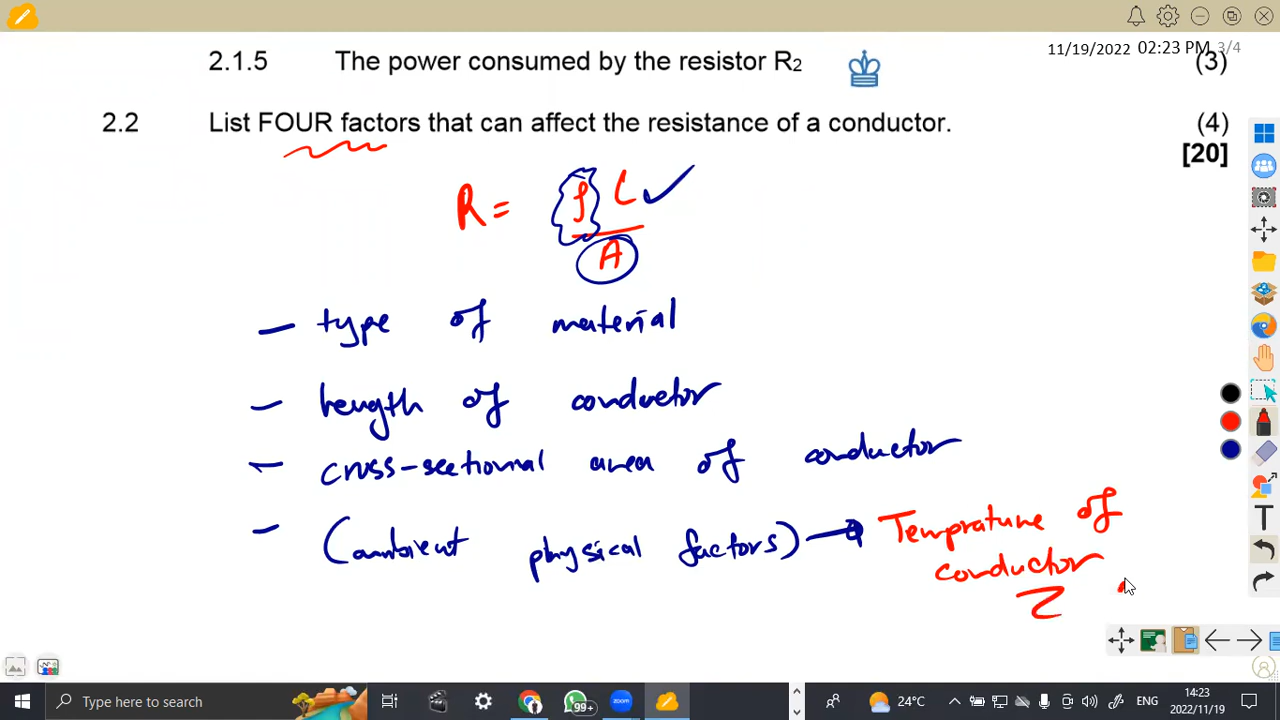 11/19/2022 02:23 PM 3/4
2.1.5 The power consumed by the resistor R2 (3)
2.2 List FOUR factors that can affect the resistance of a conductor. (4)
[20]
R = ρ L
A
- type of material
- length of conductor
- cross-sectional area of conductor
- (ambient physical factors) → Temprature of
conductor
T
99+
Type here to search
zoom
24°C
ENG
14:23
2022/11/19